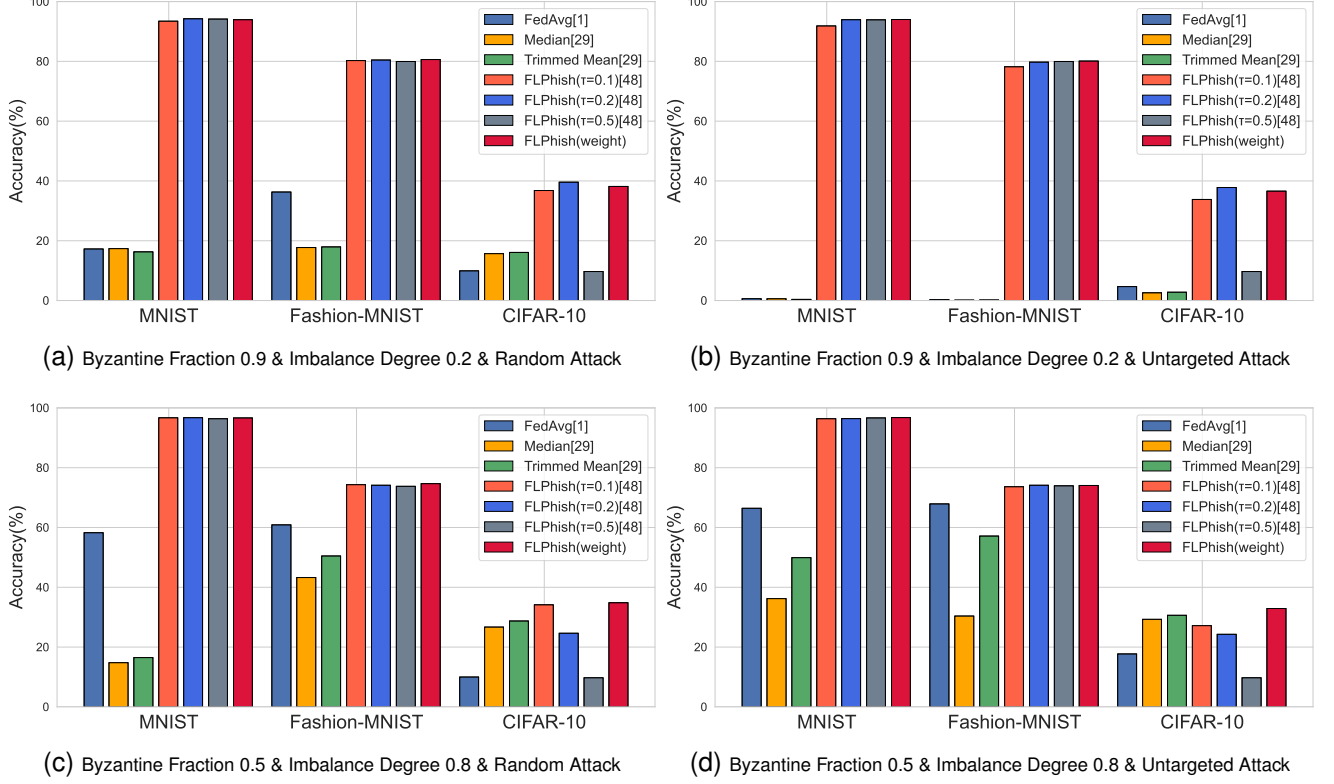 100
80
60
40
20
0
Accuracy(%)
FedAvg[1]
Median[29]
Trimmed Mean[29]
FLPhish(τ=0.1)[48]
FLPhish(τ=0.2)[48]
FLPhish(τ=0.5)[48]
FLPhish(weight)
MNIST Fashion-MNIST CIFAR-10
(a) Byzantine Fraction 0.9 & Imbalance Degree 0.2 & Random Attack
100
80
60
40
20
0
Accuracy(%)
FedAvg[1]
Median[29]
Trimmed Mean[29]
FLPhish(τ=0.1)[48]
FLPhish(τ=0.2)[48]
FLPhish(τ=0.5)[48]
FLPhish(weight)
MNIST Fashion-MNIST CIFAR-10
(b) Byzantine Fraction 0.9 & Imbalance Degree 0.2 & Untargeted Attack
100
80
60
40
20
0
Accuracy(%)
FedAvg[1]
Median[29]
Trimmed Mean[29]
FLPhish(τ=0.1)[48]
FLPhish(τ=0.2)[48]
FLPhish(τ=0.5)[48]
FLPhish(weight)
MNIST Fashion-MNIST CIFAR-10
(c) Byzantine Fraction 0.5 & Imbalance Degree 0.8 & Random Attack
100
80
60
40
20
0
Accuracy(%)
FedAvg[1]
Median[29]
Trimmed Mean[29]
FLPhish(τ=0.1)[48]
FLPhish(τ=0.2)[48]
FLPhish(τ=0.5)[48]
FLPhish(weight)
MNIST Fashion-MNIST CIFAR-10
(d) Byzantine Fraction 0.5 & Imbalance Degree 0.8 & Untargeted Attack